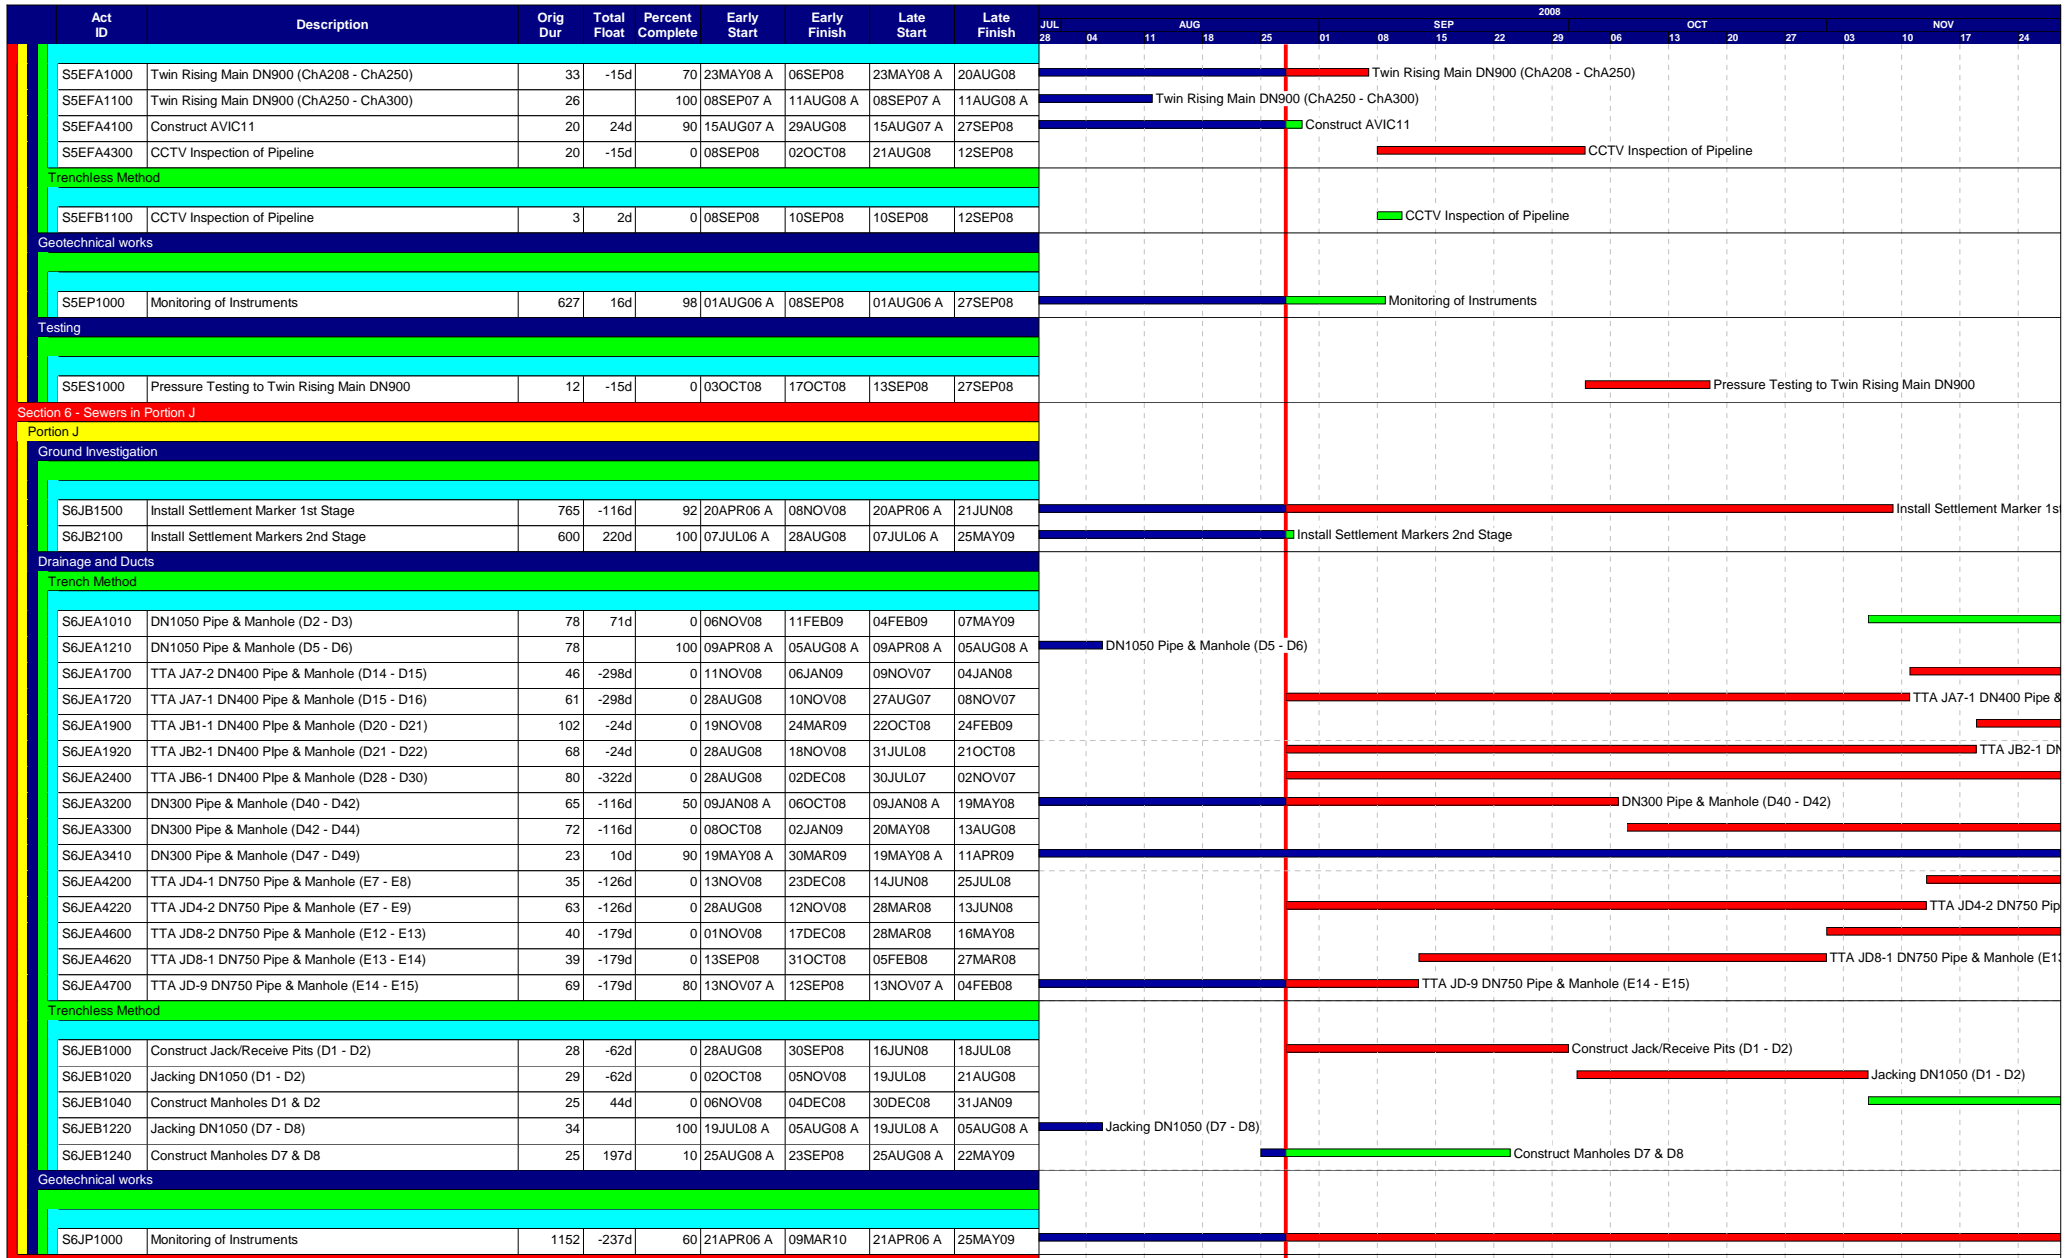 2008
Act ID Description Orig Dur Total Float Percent Complete Early Start Early Finish Late Start Late Finish
JUL AUG SEP OCT NOV
28 04 11 18 25 01 08 15 22 29 06 13 20 27 03 10 17 24
S5EFA1000 Twin Rising Main DN900 (ChA208 - ChA250) 33 -15d 70 23MAY08 A 06SEP08 23MAY08 A 20AUG08 Twin Rising Main DN900 (ChA208 - ChA250)
S5EFA1100 Twin Rising Main DN900 (ChA250 - ChA300) 26 100 08SEP07 A 11AUG08 A 08SEP07 A 11AUG08 A Twin Rising Main DN900 (ChA250 - ChA300)
S5EFA4100 Construct AVIC11 20 24d 90 15AUG07 A 29AUG08 15AUG07 A 27SEP08 Construct AVIC11
S5EFA4300 CCTV Inspection of Pipeline 20 -15d 0 08SEP08 02OCT08 21AUG08 12SEP08 CCTV Inspection of Pipeline
Trenchless Method
S5EFB1100 CCTV Inspection of Pipeline 3 2d 0 08SEP08 10SEP08 10SEP08 12SEP08 CCTV Inspection of Pipeline
Geotechnical works
S5EP1000 Monitoring of Instruments 627 16d 98 01AUG06 A 08SEP08 01AUG06 A 27SEP08 Monitoring of Instruments
Testing
S5ES1000 Pressure Testing to Twin Rising Main DN900 12 -15d 0 03OCT08 17OCT08 13SEP08 27SEP08 Pressure Testing to Twin Rising Main DN900
Section 6 - Sewers in Portion J
Portion J
Ground Investigation
S6JB1500 Install Settlement Marker 1st Stage 765 -116d 92 20APR06 A 08NOV08 20APR06 A 21JUN08 Install Settlement Marker 1st
S6JB2100 Install Settlement Markers 2nd Stage 600 220d 100 07JUL06 A 28AUG08 07JUL06 A 25MAY09 Install Settlement Markers 2nd Stage
Drainage and Ducts
Trench Method
S6JEA1010 DN1050 Pipe & Manhole (D2 - D3) 78 71d 0 06NOV08 11FEB09 04FEB09 07MAY09
S6JEA1210 DN1050 Pipe & Manhole (D5 - D6) 78 100 09APR08 A 05AUG08 A 09APR08 A 05AUG08 A DN1050 Pipe & Manhole (D5 - D6)
S6JEA1700 TTA JA7-2 DN400 Pipe & Manhole (D14 - D15) 46 -298d 0 11NOV08 06JAN09 09NOV07 04JAN08
S6JEA1720 TTA JA7-1 DN400 Pipe & Manhole (D15 - D16) 61 -298d 0 28AUG08 10NOV08 27AUG07 08NOV07 TTA JA7-1 DN400 Pipe &
S6JEA1900 TTA JB1-1 DN400 Pipe & Manhole (D20 - D21) 102 -24d 0 19NOV08 24MAR09 22OCT08 24FEB09
S6JEA1920 TTA JB2-1 DN400 Pipe & Manhole (D21 - D22) 68 -24d 0 28AUG08 18NOV08 31JUL08 21OCT08 TTA JB2-1 DN
S6JEA2400 TTA JB6-1 DN400 PIpe & Manhole (D28 - D30) 80 -322d 0 28AUG08 02DEC08 30JUL07 02NOV07
S6JEA3200 DN300 Pipe & Manhole (D40 - D42) 65 -116d 50 09JAN08 A 06OCT08 09JAN08 A 19MAY08 DN300 Pipe & Manhole (D40 - D42)
S6JEA3300 DN300 Pipe & Manhole (D42 - D44) 72 -116d 0 08OCT08 02JAN09 20MAY08 13AUG08
S6JEA3410 DN300 Pipe & Manhole (D47 - D49) 23 10d 90 19MAY08 A 30MAR09 19MAY08 A 11APR09
S6JEA4200 TTA JD4-1 DN750 Pipe & Manhole (E7 - E8) 35 -126d 0 13NOV08 23DEC08 14JUN08 25JUL08
S6JEA4220 TTA JD4-2 DN750 Pipe & Manhole (E7 - E9) 63 -126d 0 28AUG08 12NOV08 28MAR08 13JUN08 TTA JD4-2 DN750 Pip
S6JEA4600 TTA JD8-2 DN750 Pipe & Manhole (E12 - E13) 40 -179d 0 01NOV08 17DEC08 28MAR08 16MAY08
S6JEA4620 TTA JD8-1 DN750 Pipe & Manhole (E13 - E14) 39 -179d 0 13SEP08 31OCT08 05FEB08 27MAR08 TTA JD8-1 DN750 Pipe & Manhole (E13
S6JEA4700 TTA JD-9 DN750 Pipe & Manhole (E14 - E15) 69 -179d 80 13NOV07 A 12SEP08 13NOV07 A 04FEB08 TTA JD-9 DN750 Pipe & Manhole (E14 - E15)
Trenchless Method
S6JEB1000 Construct Jack/Receive Pits (D1 - D2) 28 -62d 0 28AUG08 30SEP08 16JUN08 18JUL08 Construct Jack/Receive Pits (D1 - D2)
S6JEB1020 Jacking DN1050 (D1 - D2) 29 -62d 0 02OCT08 05NOV08 19JUL08 21AUG08 Jacking DN1050 (D1 - D2)
S6JEB1040 Construct Manholes D1 & D2 25 44d 0 06NOV08 04DEC08 30DEC08 31JAN09
S6JEB1220 Jacking DN1050 (D7 - D8) 34 100 19JUL08 A 05AUG08 A 19JUL08 A 05AUG08 A Jacking DN1050 (D7 - D8)
S6JEB1240 Construct Manholes D7 & D8 25 197d 10 25AUG08 A 23SEP08 25AUG08 A 22MAY09 Construct Manholes D7 & D8
Geotechnical works
S6JP1000 Monitoring of Instruments 1152 -237d 60 21APR06 A 09MAR10 21APR06 A 25MAY09